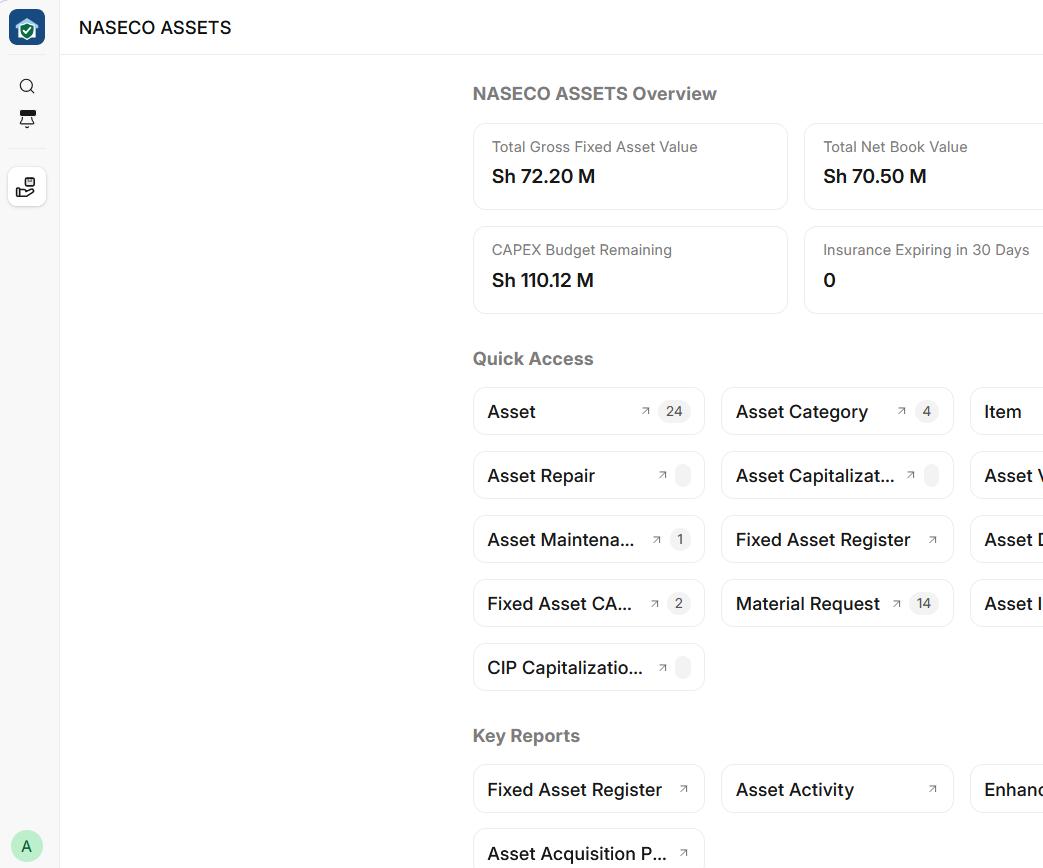 NASECO ASSETS
NASECO ASSETS Overview
Total Gross Fixed Asset Value
Sh 72.20 M
Total Net Book Value
Sh 70.50 M
CAPEX Budget Remaining
Sh 110.12 M
Insurance Expiring in 30 Days
0
Quick Access
Asset 24
Asset Category 4
Item
Asset Repair
Asset Capitalizat...
Asset
Asset Maintena... 1
Fixed Asset Register
Asset
Fixed Asset CA... 2
Material Request 14
Asset
CIP Capitalizatio...
Key Reports
Fixed Asset Register
Asset Activity
Asset Acquisition P...
A